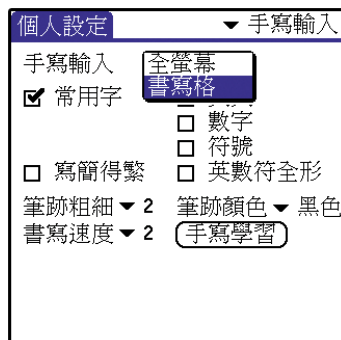 個人設定 手寫輸入
手寫輸入 全螢幕
書寫格
常用字
數字
符號
寫簡得繁 英數符全形
筆跡粗細 2 筆跡顏色 黑色
書寫速度 2 手寫學習